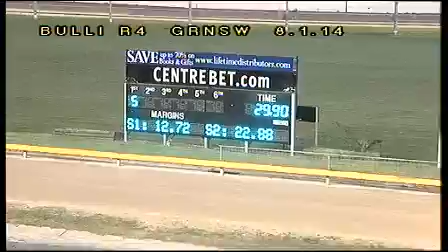 BULLI R4 GRNSW 8.1.14
SAVE up to 70% on Books & Gifts www.lifetimedistributors.com
CENTREBET.com
1ST 2ND 3RD 4TH 5TH 6TH TIME
5 29.90
MARGINS
S1: 12.72 S2: 22.88